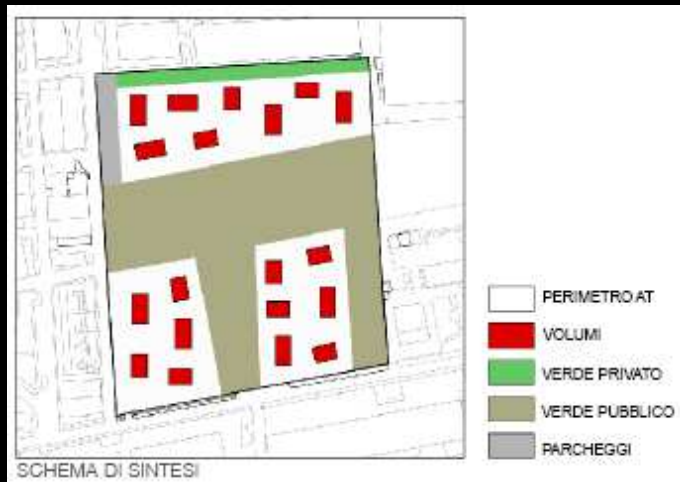 PERIMETRO AT
VOLUMI
VERDE PRIVATO
VERDE PUBBLICO
PARCHEGGI
SCHEMA DI SINTESI